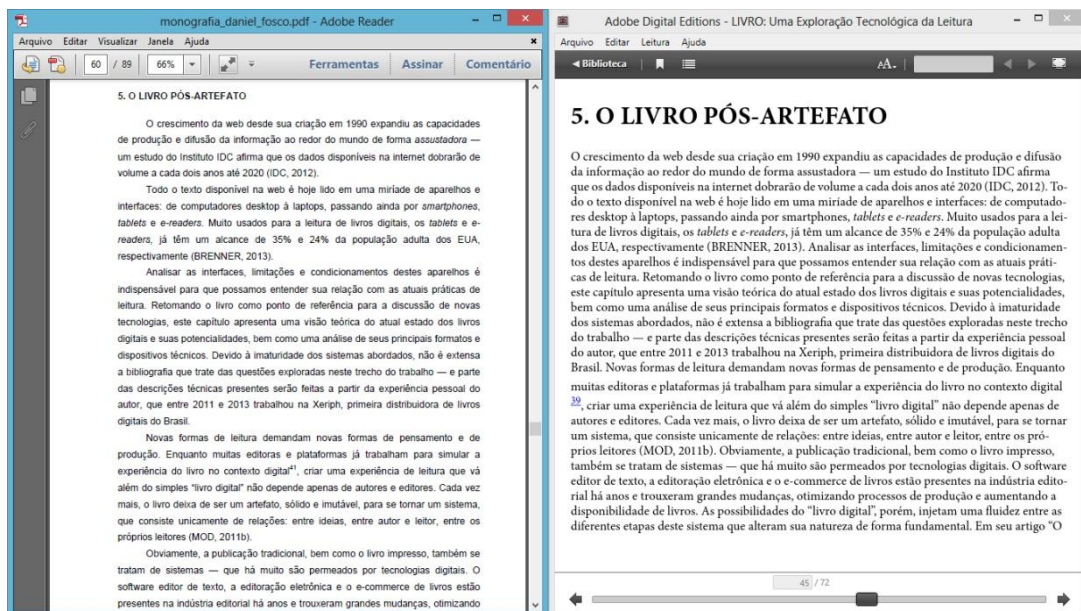 monografia_daniel_fosco.pdf - Adobe Reader
Arquivo Editar Visualizar Janela Ajuda
60 / 89 66% Ferramentas Assinar Comentário
5. O LIVRO PÓS-ARTEFATO
O crescimento da web desde sua criação em 1990 expandiu as capacidades
de produção e difusão da informação ao redor do mundo de forma assustadora —
um estudo do Instituto IDC afirma que os dados disponíveis na internet dobrarão de
volume a cada dois anos até 2020 (IDC, 2012).
Todo o texto disponível na web é hoje lido em uma miríade de aparelhos e
interfaces: de computadores desktop à laptops, passando ainda por smartphones,
tablets e e-readers. Muito usados para a leitura de livros digitais, os tablets e e-
readers, já têm um alcance de 35% e 24% da população adulta dos EUA,
respectivamente (BRENNER, 2013).
Analisar as interfaces, limitações e condicionamentos destes aparelhos é
indispensável para que possamos entender sua relação com as atuais práticas de
leitura. Retomando o livro como ponto de referência para a discussão de novas
tecnologias, este capítulo apresenta uma visão teórica do atual estado dos livros
digitais e suas potencialidades, bem como uma análise de seus principais formatos e
dispositivos técnicos. Devido à imaturidade dos sistemas abordados, não é extensa
a bibliografia que trate das questões exploradas neste trecho do trabalho — e parte
das descrições técnicas presentes serão feitas a partir da experiência pessoal do
autor, que entre 2011 e 2013 trabalhou na Xeriph, primeira distribuidora de livros
digitais do Brasil.
Novas formas de leitura demandam novas formas de pensamento e de
produção. Enquanto muitas editoras e plataformas já trabalham para simular a
experiência do livro no contexto digital41, criar uma experiência de leitura que vá
além do simples “livro digital” não depende apenas de autores e editores. Cada vez
mais, o livro deixa de ser um artefato, sólido e imutável, para se tornar um sistema,
que consiste unicamente de relações: entre ideias, entre autor e leitor, entre os
próprios leitores (MOD, 2011b).
Obviamente, a publicação tradicional, bem como o livro impresso, também se
tratam de sistemas — que há muito são permeados por tecnologias digitais. O
software editor de texto, a editoração eletrônica e o e-commerce de livros estão
presentes na indústria editorial há anos e trouxeram grandes mudanças, otimizando
Adobe Digital Editions - LIVRO: Uma Exploração Tecnológica da Leitura
Arquivo Editar Leitura Ajuda
Biblioteca AA
5. O LIVRO PÓS-ARTEFATO
O crescimento da web desde sua criação em 1990 expandiu as capacidades de produção e difusão
da informação ao redor do mundo de forma assustadora — um estudo do Instituto IDC afirma
que os dados disponíveis na internet dobrarão de volume a cada dois anos até 2020 (IDC, 2012). To-
do o texto disponível na web é hoje lido em uma miríade de aparelhos e interfaces: de computado-
res desktop à laptops, passando ainda por smartphones, tablets e e-readers. Muito usados para a lei-
tura de livros digitais, os tablets e e-readers, já têm um alcance de 35% e 24% da população adulta
dos EUA, respectivamente (BRENNER, 2013). Analisar as interfaces, limitações e condicionamen-
tos destes aparelhos é indispensável para que possamos entender sua relação com as atuais práti-
cas de leitura. Retomando o livro como ponto de referência para a discussão de novas tecnologias,
este capítulo apresenta uma visão teórica do atual estado dos livros digitais e suas potencialidades,
bem como uma análise de seus principais formatos e dispositivos técnicos. Devido à imaturidade
dos sistemas abordados, não é extensa a bibliografia que trate das questões exploradas neste trecho
do trabalho — e parte das descrições técnicas presentes serão feitas a partir da experiência pessoal
do autor, que entre 2011 e 2013 trabalhou na Xeriph, primeira distribuidora de livros digitais do
Brasil. Novas formas de leitura demandam novas formas de pensamento e de produção. Enquanto
muitas editoras e plataformas já trabalham para simular a experiência do livro no contexto digital
39, criar uma experiência de leitura que vá além do simples “livro digital” não depende apenas de
autores e editores. Cada vez mais, o livro deixa de ser um artefato, sólido e imutável, para se tornar
um sistema, que consiste unicamente de relações: entre ideias, entre autor e leitor, entre os pró-
prios leitores (MOD, 2011b). Obviamente, a publicação tradicional, bem como o livro impresso,
também se tratam de sistemas — que há muito são permeados por tecnologias digitais. O software
editor de texto, a editoração eletrônica e o e-commerce de livros estão presentes na indústria edito-
rial há anos e trouxeram grandes mudanças, otimizando processos de produção e aumentando a
disponibilidade de livros. As possibilidades do “livro digital”, porém, injetam uma fluidez entre as
diferentes etapas deste sistema que alteram sua natureza de forma fundamental. Em seu artigo “O
45 / 72